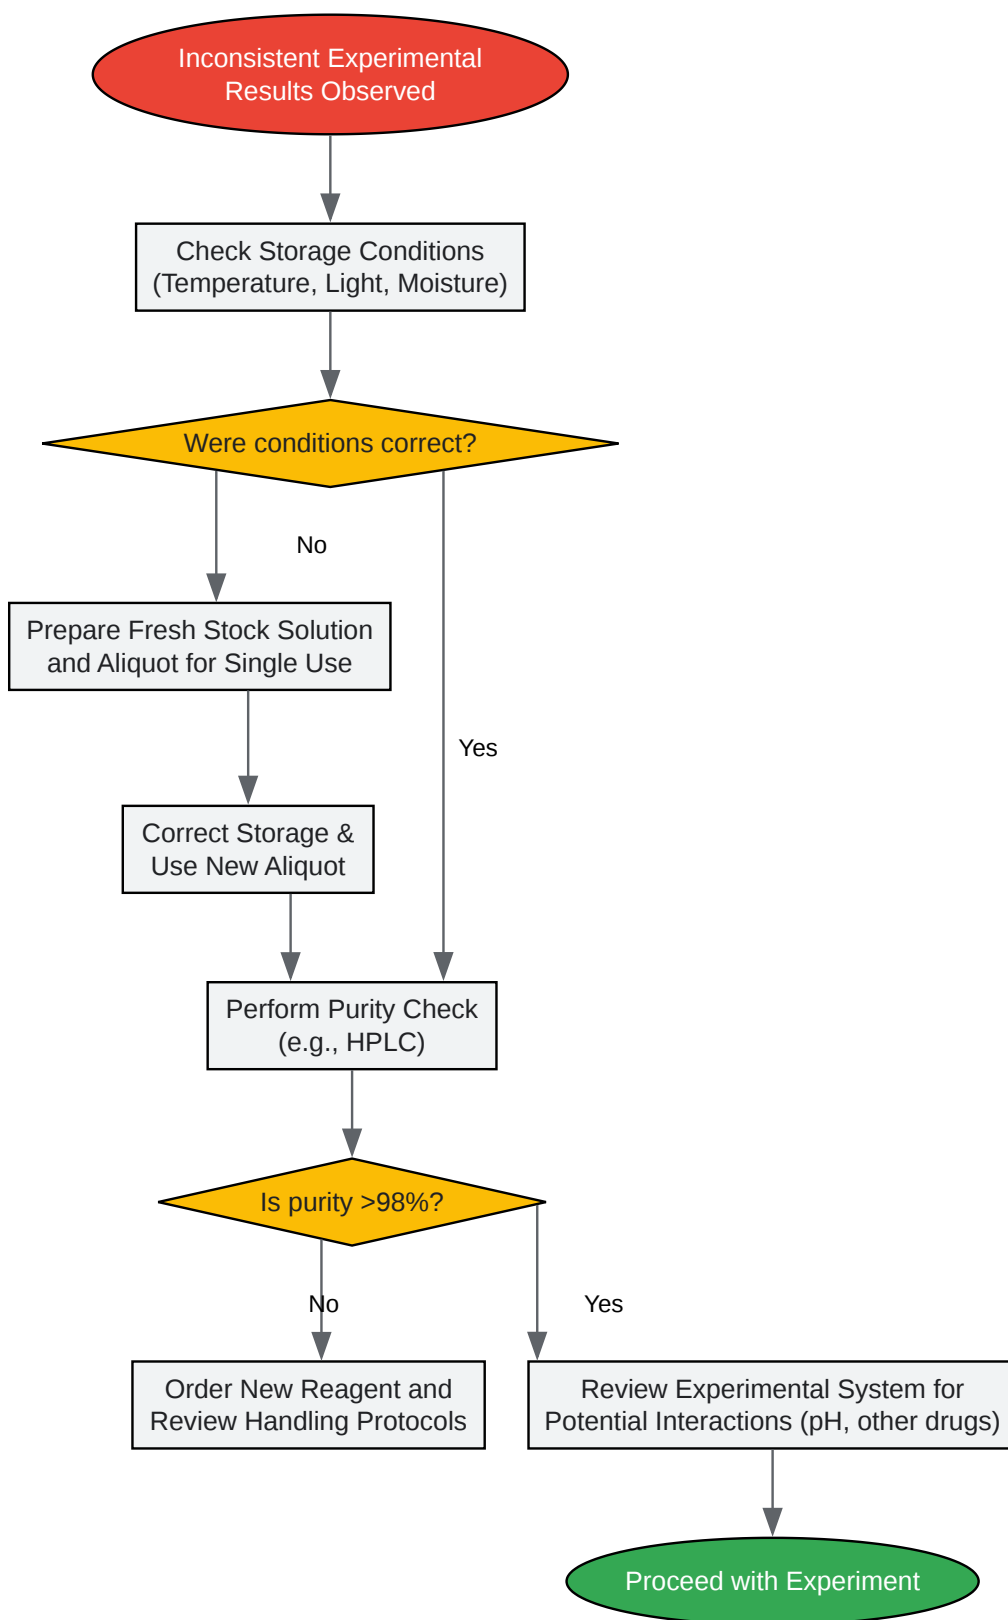 Inconsistent Experimental
Results Observed
Check Storage Conditions
(Temperature, Light, Moisture)
Were conditions correct?
No
Prepare Fresh Stock Solution
and Aliquot for Single Use
Yes
Correct Storage &
Use New Aliquot
Perform Purity Check
(e.g., HPLC)
Is purity >98%?
No
Yes
Order New Reagent and
Review Handling Protocols
Review Experimental System for
Potential Interactions (pH, other drugs)
Proceed with Experiment